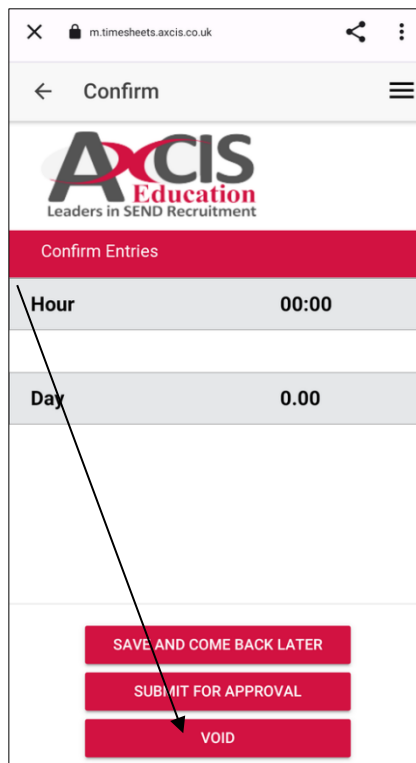 m.timesheets.axcis.co.uk
Confirm
AXCIS
Education
Leaders in SEND Recruitment
Confirm Entries
Hour 00:00
Day 0.00
SAVE AND COME BACK LATER
SUBMIT FOR APPROVAL
VOID